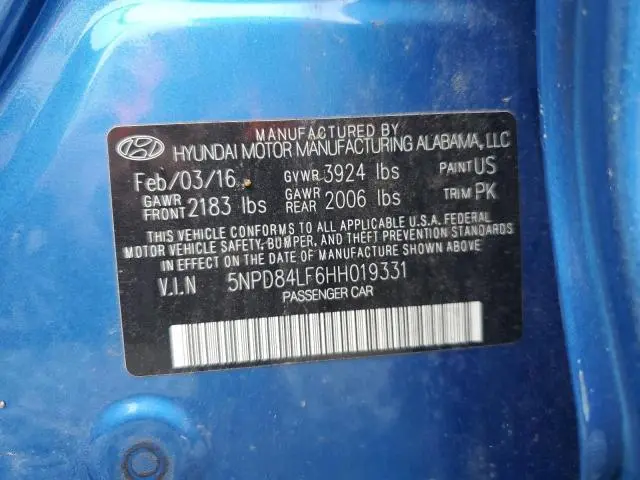 MANUFACTURED BY
HYUNDAI MOTOR MANUFACTURING ALABAMA, LLC
Feb/03/16 GVWR 3924 lbs PAINT US
GAWR FRONT 2183 lbs GAWR REAR 2006 lbs TRIM PK
THIS VEHICLE CONFORMS TO ALL APPLICABLE U.S.A. FEDERAL
MOTOR VEHICLE SAFETY, BUMPER, AND THEFT PREVENTION STANDARDS
IN EFFECT ON THE DATE OF MANUFACTURE SHOWN ABOVE.
V.I.N 5NPD84LF6HH019331
PASSENGER CAR